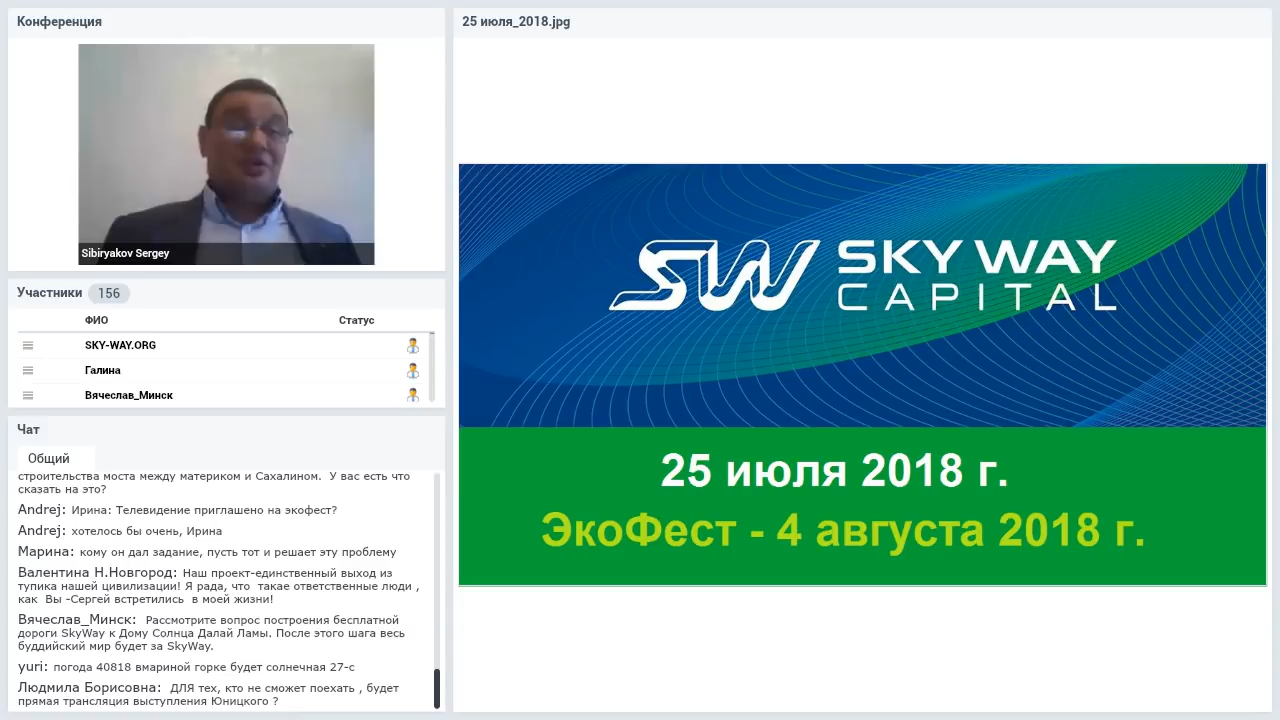 Конференция
Sibiryakov Sergey
Участники 156
ФИО Статус
SKY-WAY.ORG
Галина
Вячеслав_Минск
Чат
Общий
строительства моста между материком и Сахалином. У вас есть что
сказать на это?
Andrej: Ирина: Телевидение приглашено на экофест?
Andrej: хотелось бы очень, Ирина
Марина: кому он дал задание, пусть тот и решает эту проблему
Валентина Н.Новгород: Наш проект-единственный выход из
тупика нашей цивилизации! Я рада, что такае ответственные люди ,
как Вы -Сергей встретились в моей жизни!
Вячеслав_Минск: Рассмотрите вопрос построения бесплатной
дороги SkyWay к Дому Солнца Далай Ламы. После этого шага весь
буддийский мир будет за SkyWay.
yuri: погода 40818 вмариной горке будет солнечная 27-с
Людмила Борисовна: ДЛЯ тех, кто не сможет поехать , будет
прямая трансляция выступления Юницкого ?
25 июля_2018.jpg
SW SKY WAY
CAPITAL
25 июля 2018 г.
ЭкоФест - 4 августа 2018 г.